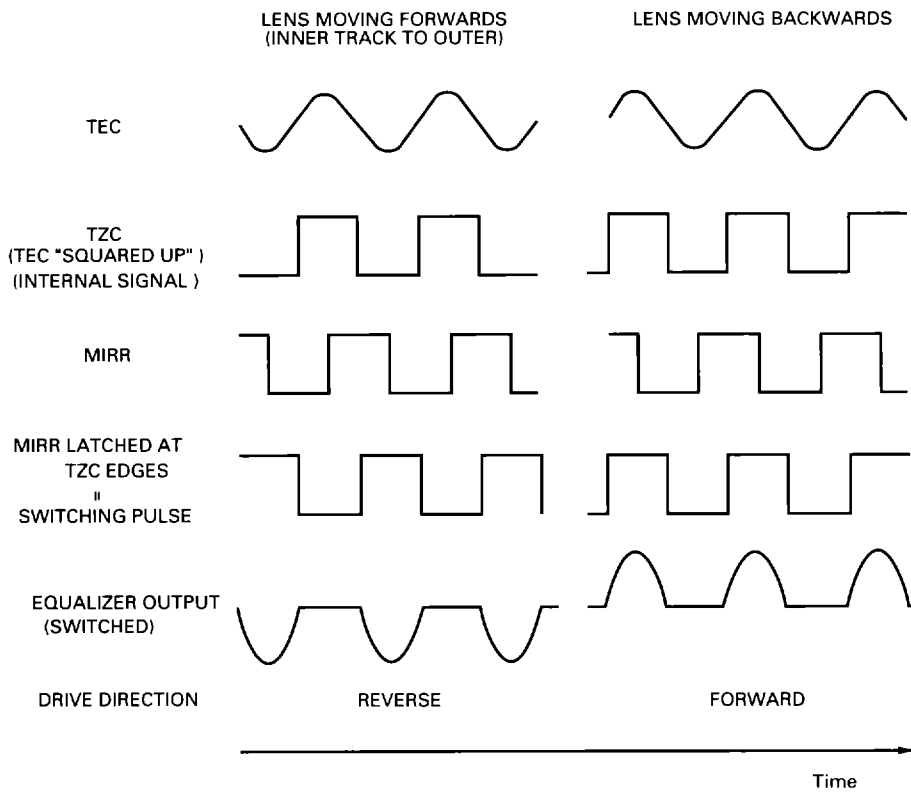 LENS MOVING FORWARDS
(INNER TRACK TO OUTER)
LENS MOVING BACKWARDS
TEC
TZC
(TEC "SQUARED UP" )
(INTERNAL SIGNAL )
MIRR
MIRR LATCHED AT
TZC EDGES
=
SWITCHING PULSE
EQUALIZER OUTPUT
(SWITCHED)
DRIVE DIRECTION
REVERSE
FORWARD
Time